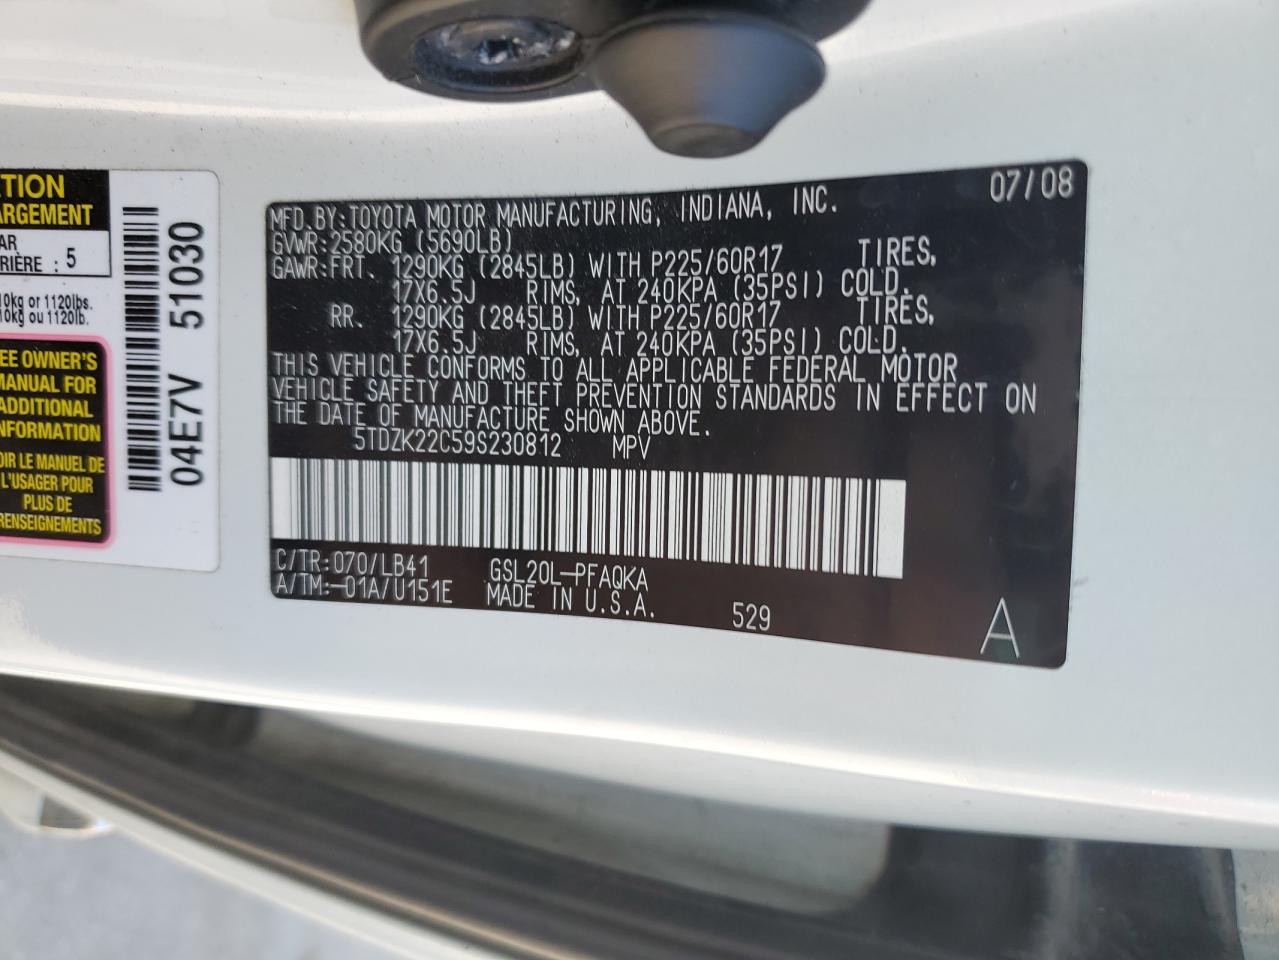 TION
ARGEMENT
AR
RIÈRE : 5
10kg or 1120lbs.
10kg ou 1120lb.
EE OWNER'S
MANUAL FOR
ADDITIONAL
INFORMATION
OIR LE MANUEL DE
L'USAGER POUR
PLUS DE
RENSEIGNEMENTS
04E7V 51030
07/08
MFD.BY:TOYOTA MOTOR MANUFACTURING, INDIANA, INC.
GVWR:2580KG (5690LB)
GAWR:FRT. 1290KG (2845LB) WITH P225/60R17 TIRES,
17X6.5J RIMS, AT 240KPA (35PSI) COLD.
RR. 1290KG (2845LB) WITH P225/60R17 TIRES,
17X6.5J RIMS, AT 240KPA (35PSI) COLD.
THIS VEHICLE CONFORMS TO ALL APPLICABLE FEDERAL MOTOR
VEHICLE SAFETY AND THEFT PREVENTION STANDARDS IN EFFECT ON
THE DATE OF MANUFACTURE SHOWN ABOVE.
5TDZK22C59S230812 MPV
C/TR:070/LB41 GSL20L-PFAQKA
A/TM:-01A/U151E MADE IN U.S.A. 529
A